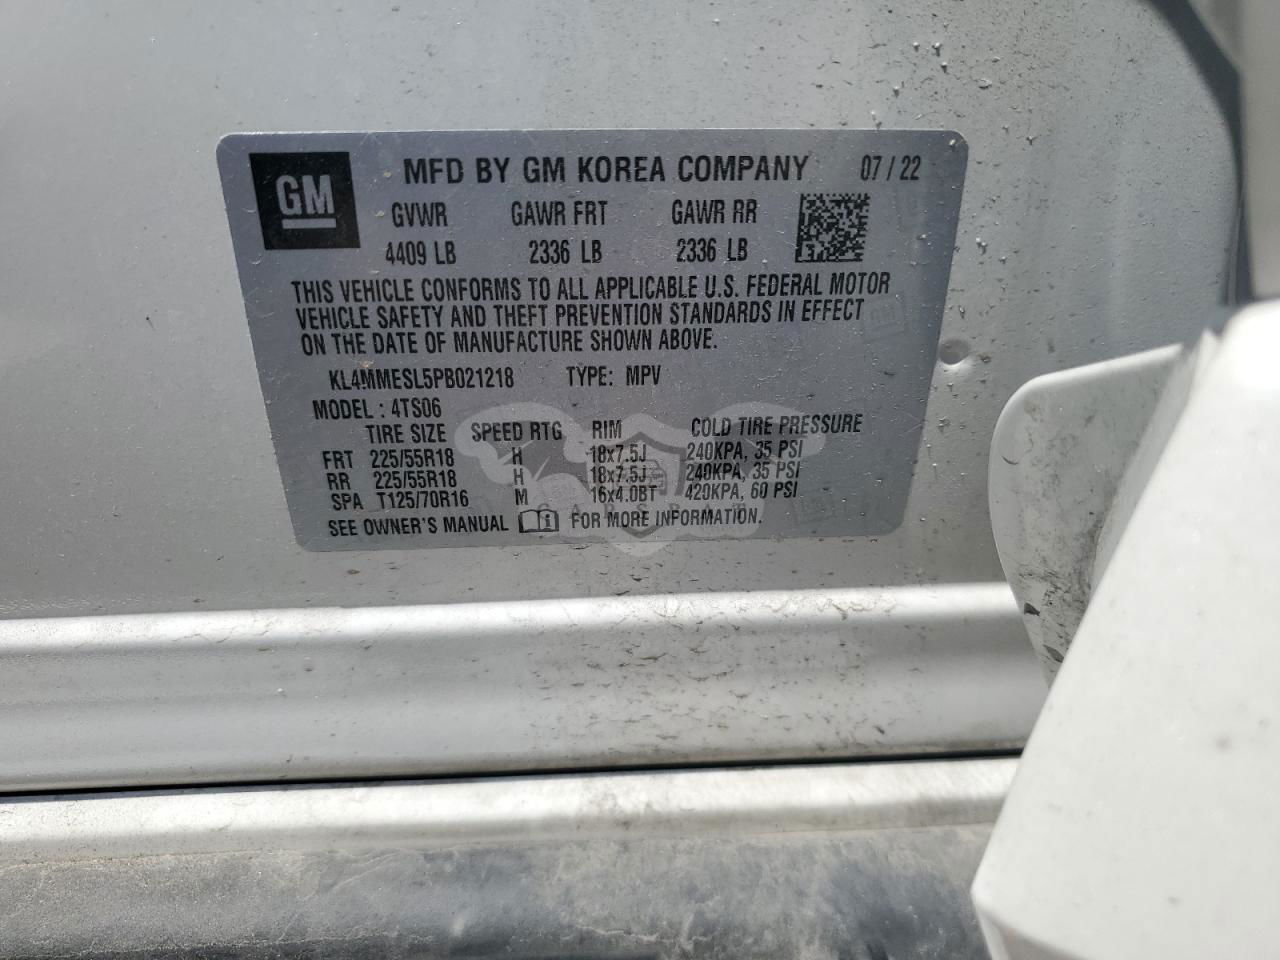 GM MFD BY GM KOREA COMPANY 07 / 22
GVWR GAWR FRT GAWR RR
4409 LB 2336 LB 2336 LB
THIS VEHICLE CONFORMS TO ALL APPLICABLE U.S. FEDERAL MOTOR
VEHICLE SAFETY AND THEFT PREVENTION STANDARDS IN EFFECT
ON THE DATE OF MANUFACTURE SHOWN ABOVE.
KL4MMESL5PB021218 TYPE: MPV
MODEL : 4TS06
TIRE SIZE SPEED RTG RIM COLD TIRE PRESSURE
FRT 225/55R18 H 18x7.5J 240KPA, 35 PSI
RR 225/55R18 H 18x7.5J 240KPA, 35 PSI
SPA T125/70R16 M 16x4.0BT 420KPA, 60 PSI
SEE OWNER'S MANUAL FOR MORE INFORMATION.